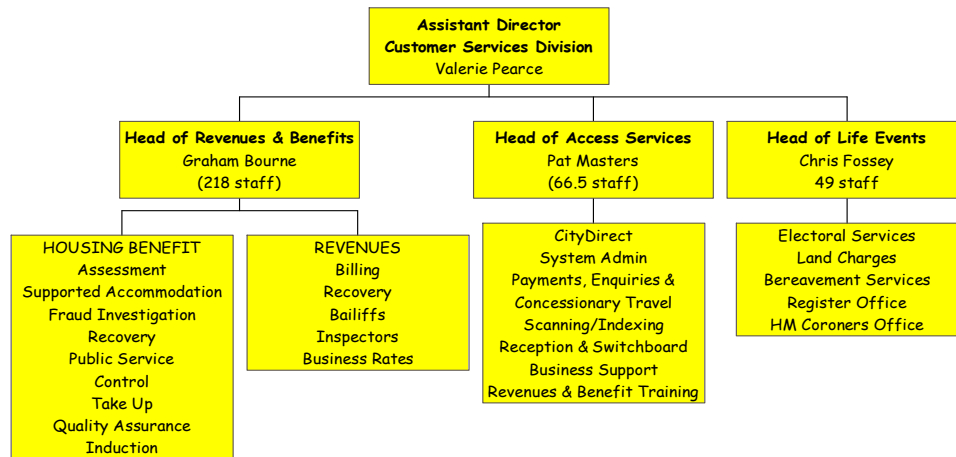 Assistant Director
Customer Services Division
Valerie Pearce
Head of Revenues & Benefits
Graham Bourne
(218 staff)
Head of Access Services
Pat Masters
(66.5 staff)
Head of Life Events
Chris Fossey
49 staff
HOUSING BENEFIT
Assessment
Supported Accommodation
Fraud Investigation
Recovery
Public Service
Control
Take Up
Quality Assurance
Induction
REVENUES
Billing
Recovery
Bailiffs
Inspectors
Business Rates
CityDirect
System Admin
Payments, Enquiries &
Concessionary Travel
Scanning/Indexing
Reception & Switchboard
Business Support
Revenues & Benefit Training
Electoral Services
Land Charges
Bereavement Services
Register Office
HM Coroners Office